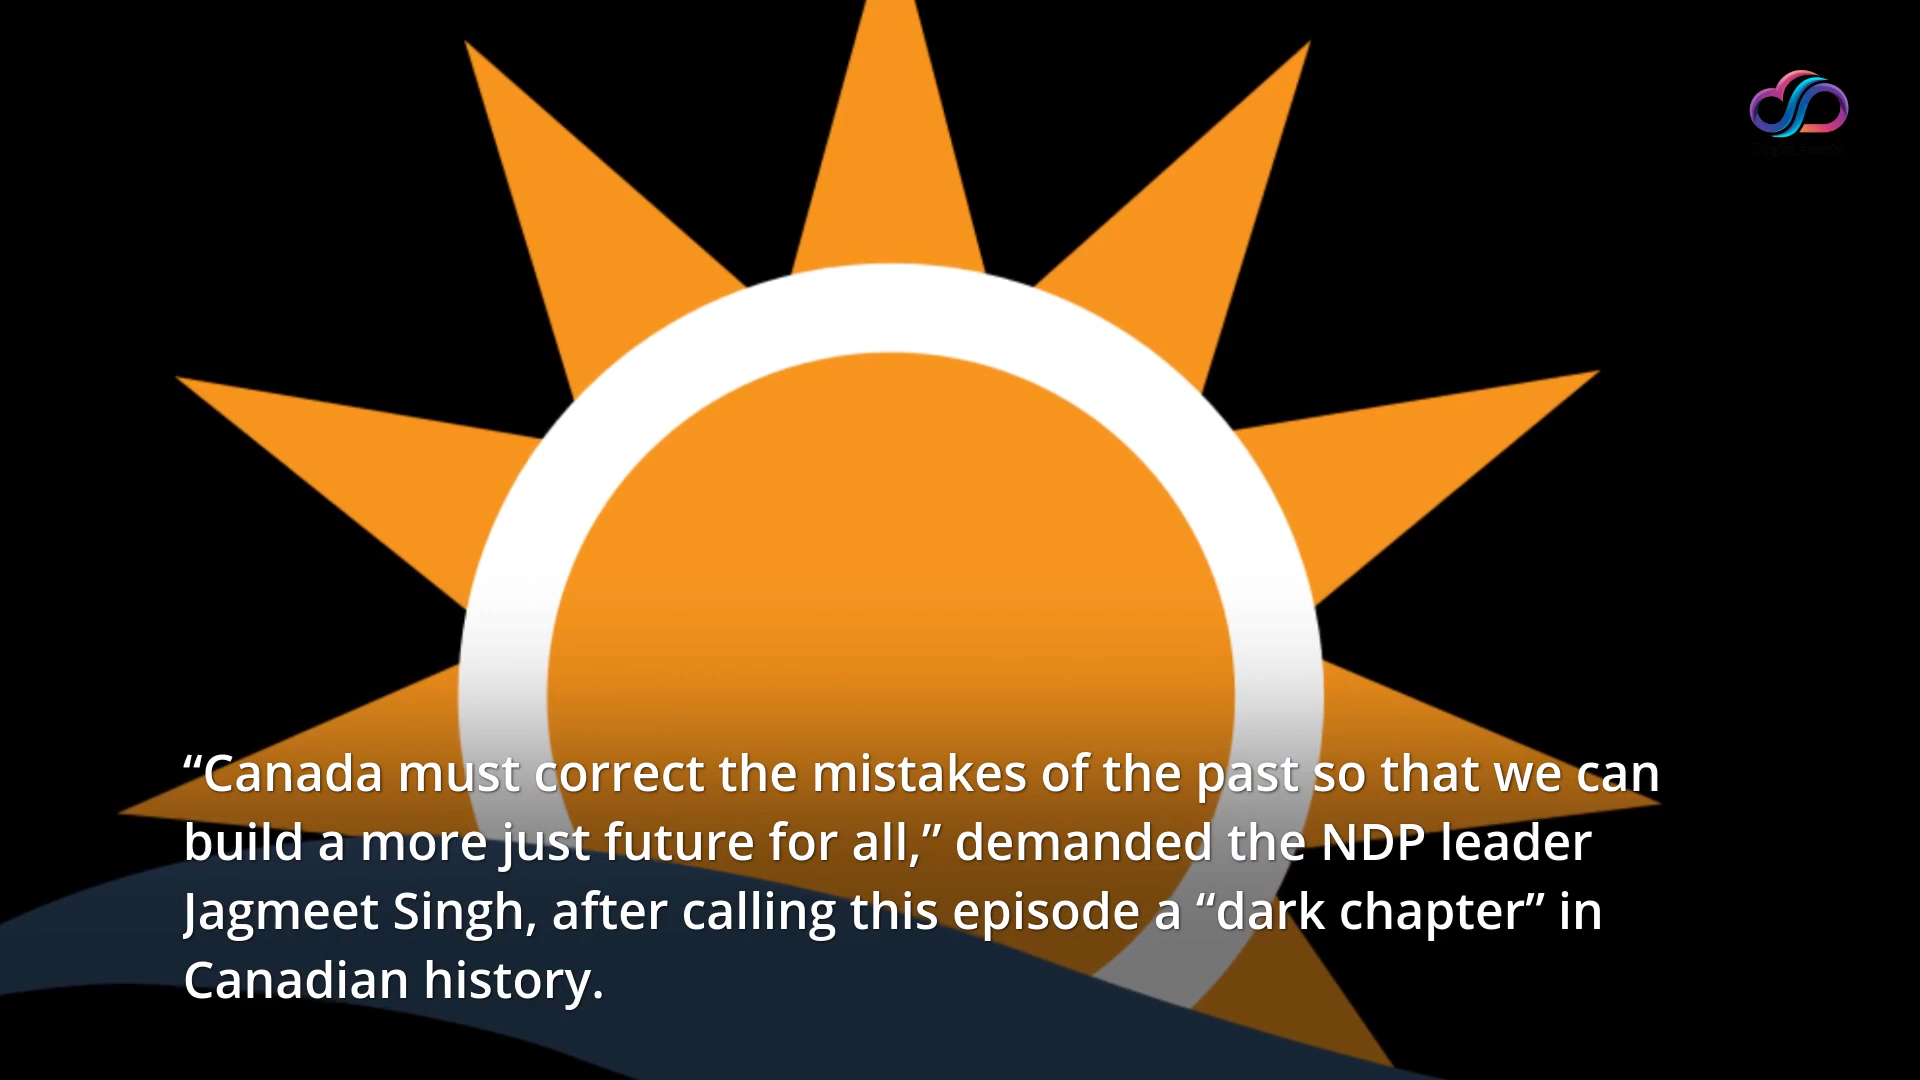 “Canada must correct the mistakes of the past so that we can
build a more just future for all,” demanded the NDP leader
Jagmeet Singh, after calling this episode a “dark chapter” in
Canadian history.